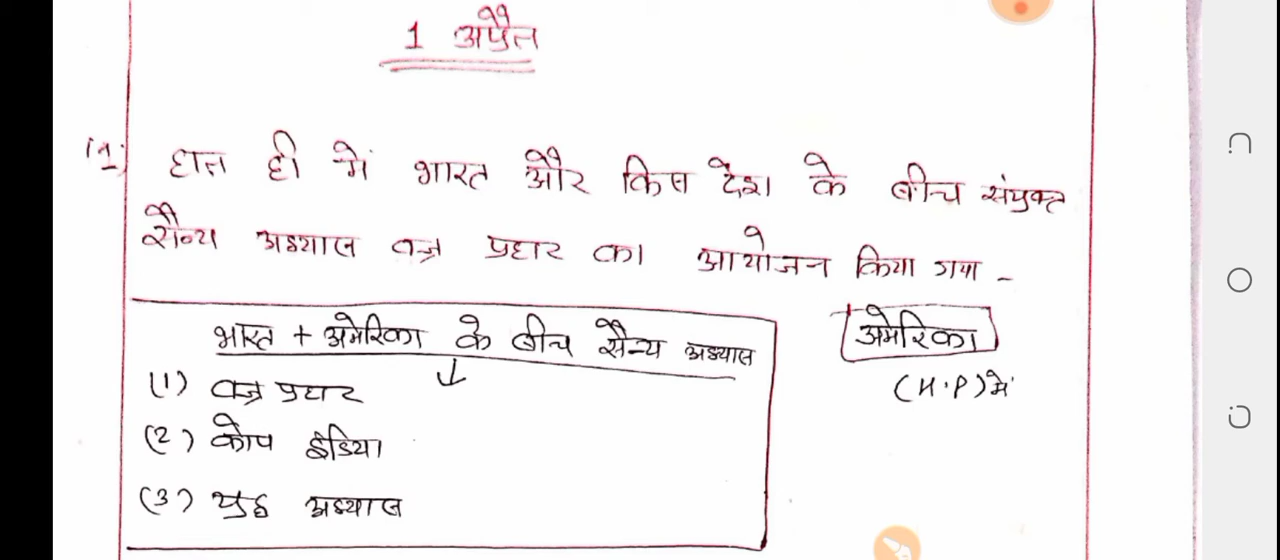 1 अप्रैल
(1) हाल ही में भारत और किस देश के बीच संयुक्त
सैन्य अभ्यास वज्र प्रहार का आयोजन किया गया -
भारत + अमेरिका के बीच सैन्य अभ्यास
अमेरिका
(H.P) में
(1) वज्र प्रहार
(2) कोप इंडिया
(3) युद्ध अभ्यास